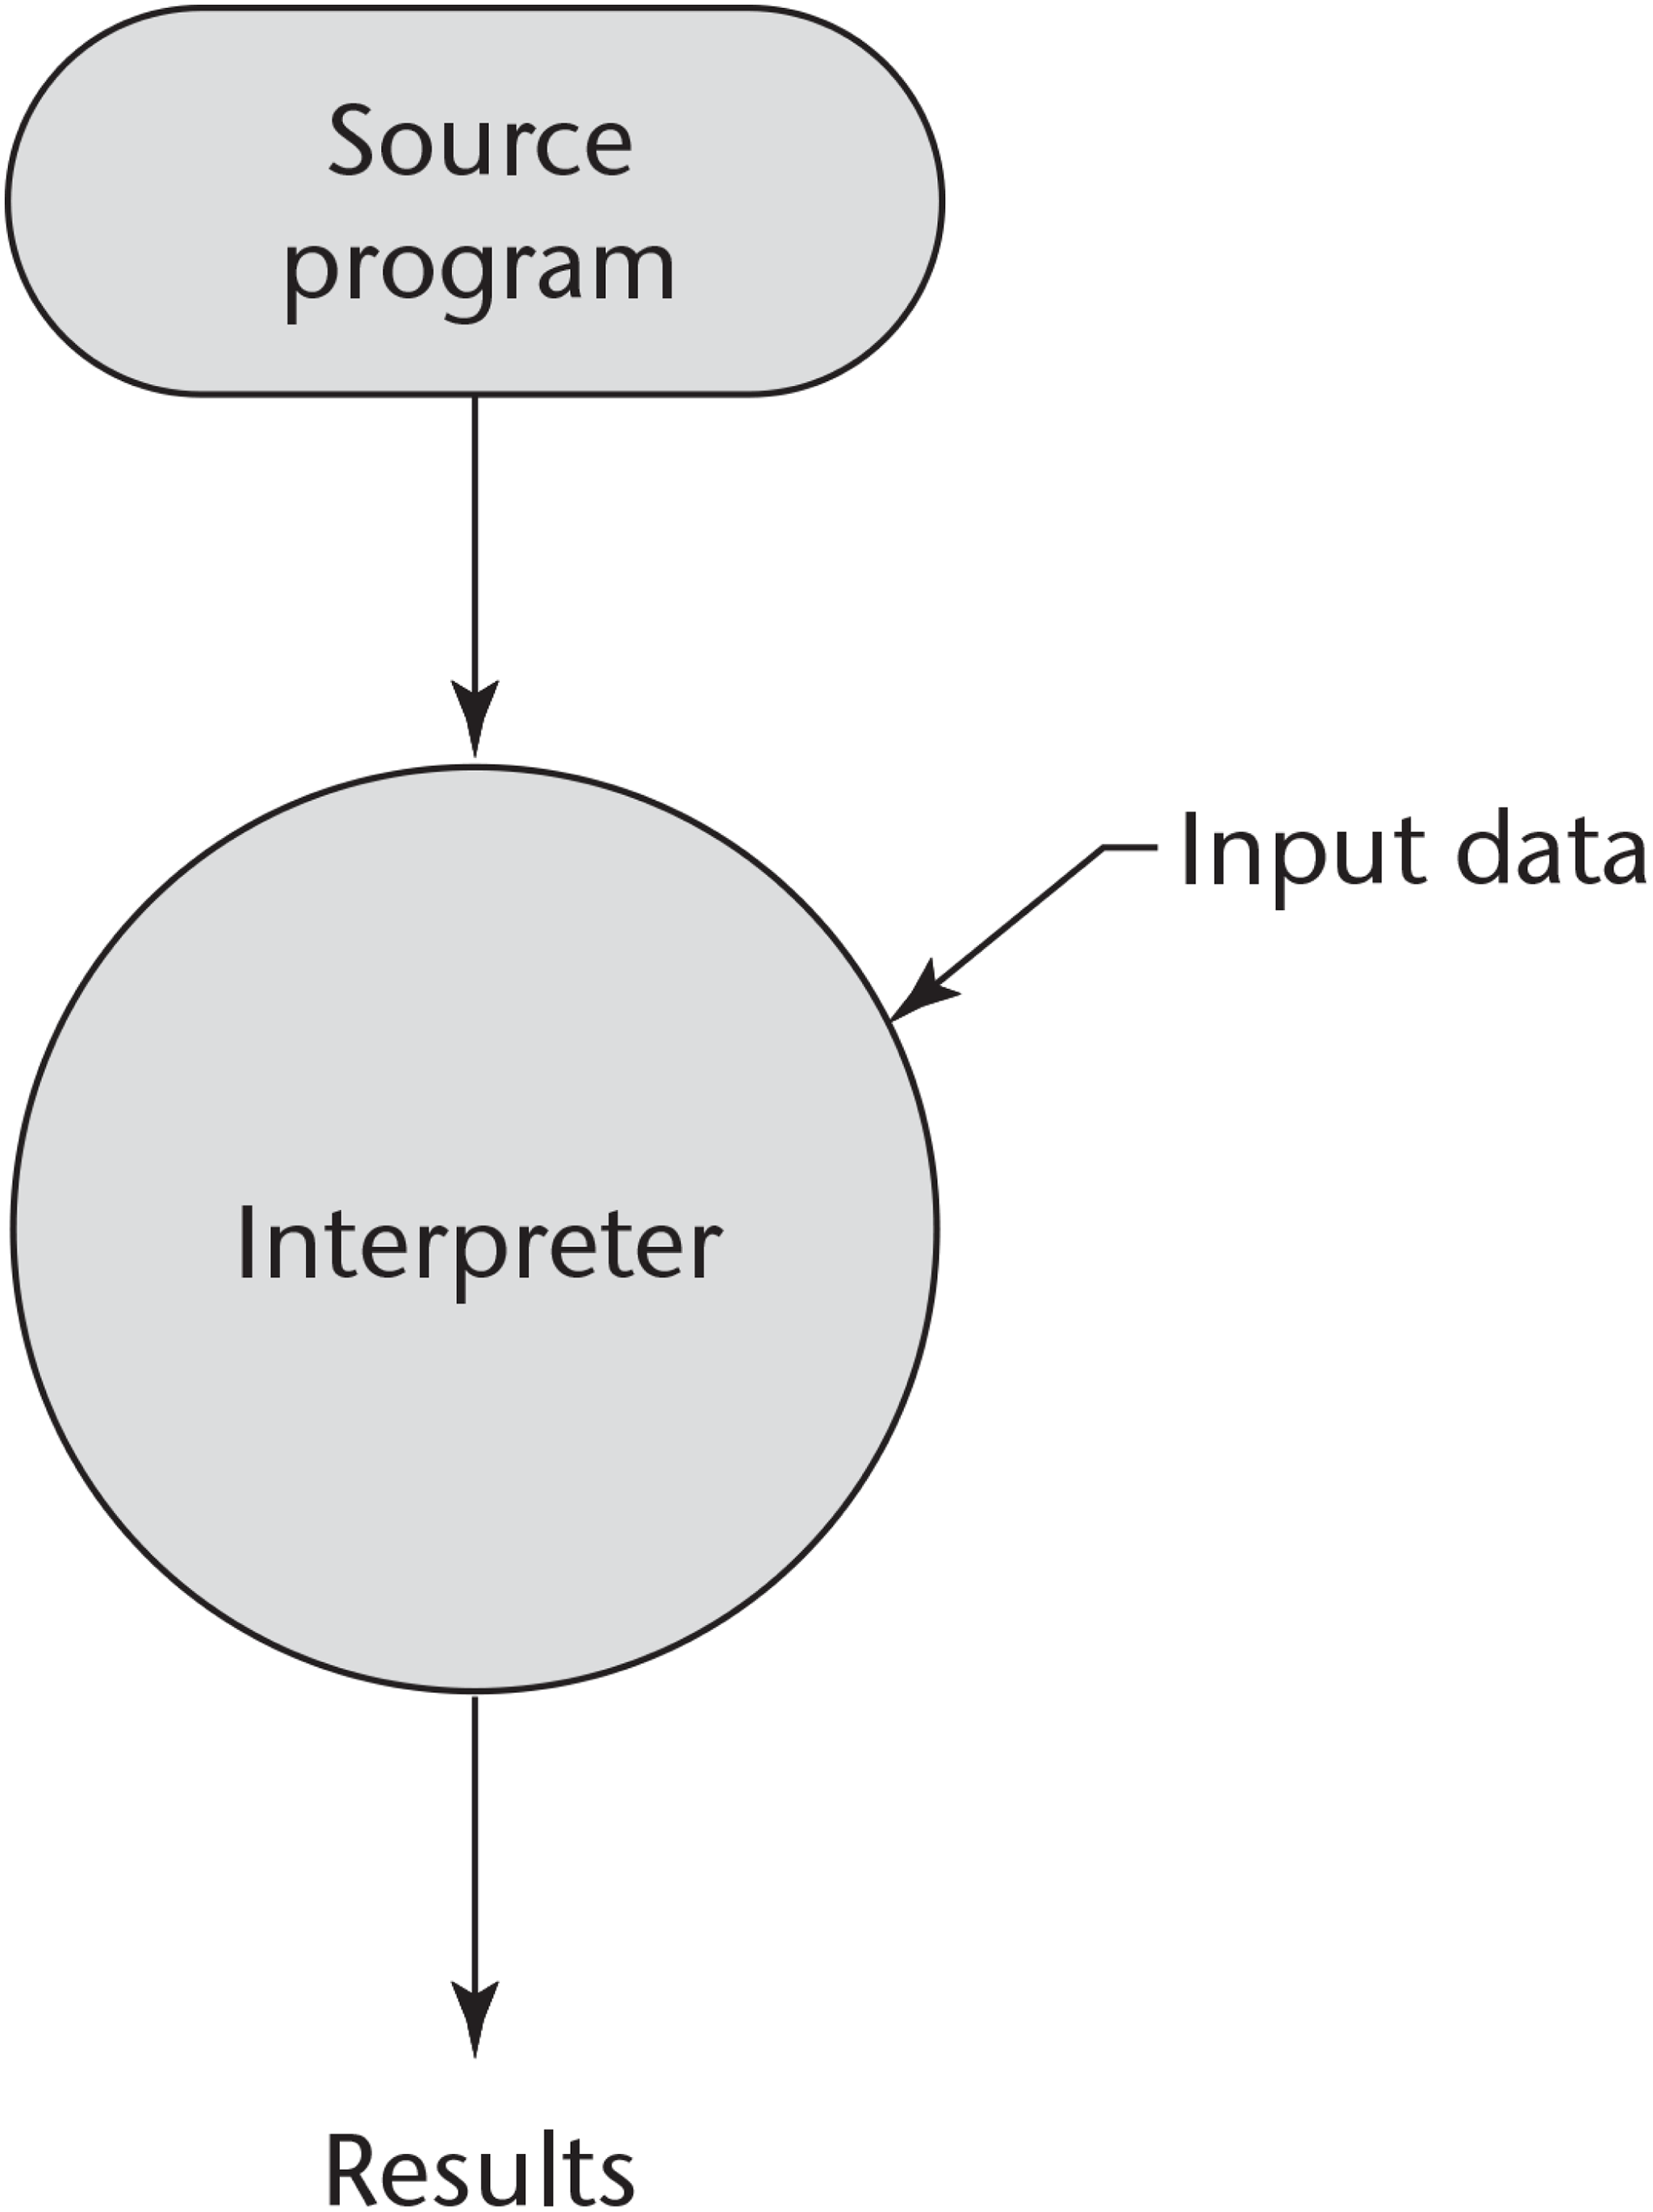 Source
program
Input data
Interpreter
Results